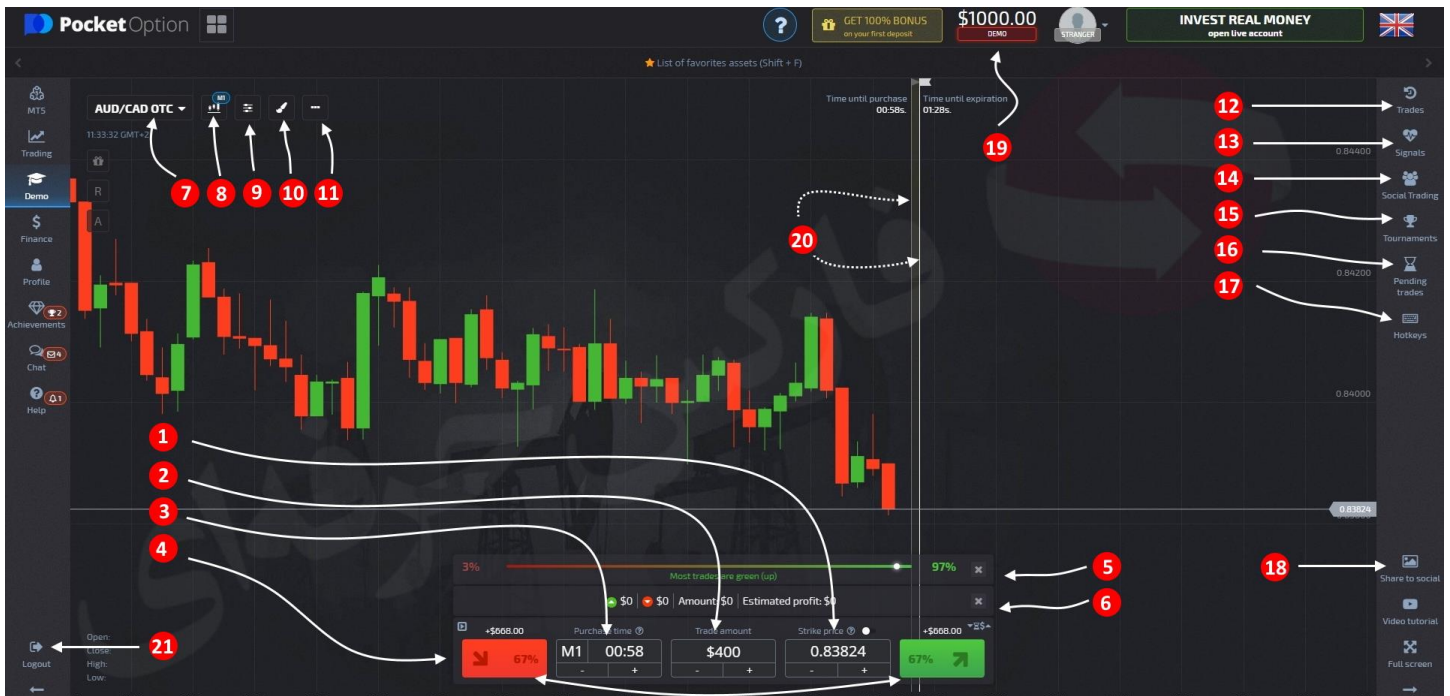 PocketOption
?
GET 100% BONUS
on your first deposit
$1000.00
DEMO
STRANGER
INVEST REAL MONEY
open live account
List of favorites assets (Shift + F)
MT5
Trading
Demo
Finance
Profile
2
Achievements
4
Chat
1
Help
Logout
AUD/CAD OTC
M1
11:33:32 GMT+2
R
A
7
8
9
10
11
Time until purchase
00:58s.
Time until expiration
01:28s.
19
20
12
13
14
15
16
17
Trades
0.84400
Signals
Social Trading
Tournaments
0.84200
Pending
trades
Hotkeys
0.84000
0.83824
1
2
3
4
3%
Most trades are green (up)
97%
5
$0 $0 Amount: $0 Estimated profit: $0
6
+$668.00
Purchase time
Trade amount
Strike price
+$668.00
67%
M1 00:58
- +
$400
- +
0.83824
- +
67%
18
Share to social
Video tutorial
Full screen
21
Open:
Close:
High:
Low: